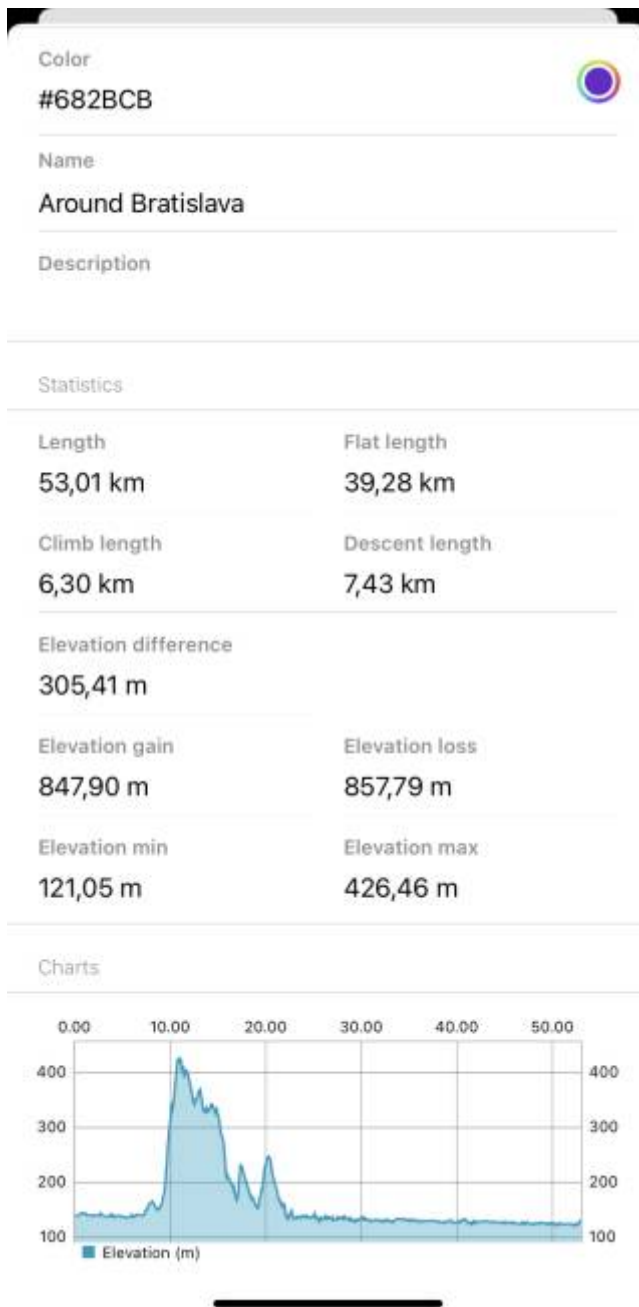 Color
#682BCB
Name
Around Bratislava
Description
Statistics
Length Flat length
53,01 km 39,28 km
Climb length Descent length
6,30 km 7,43 km
Elevation difference
305,41 m
Elevation gain Elevation loss
847,90 m 857,79 m
Elevation min Elevation max
121,05 m 426,46 m
Charts
0.00 10.00 20.00 30.00 40.00 50.00
400 400
300 300
200 200
100 100
Elevation (m)